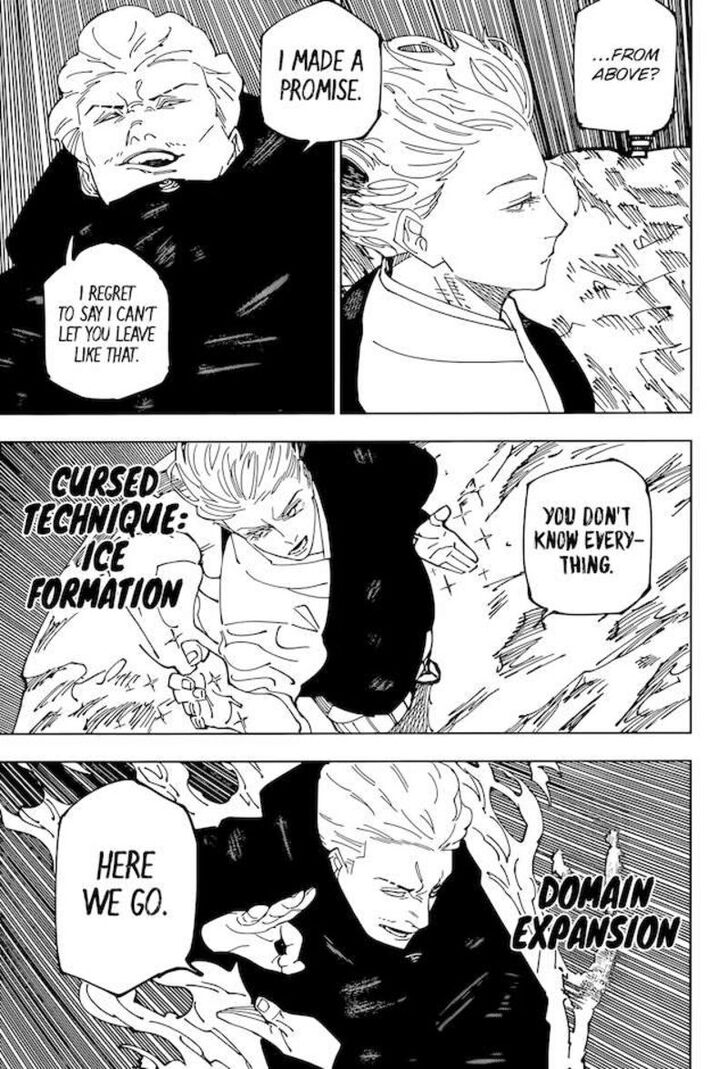 ...FROM
ABOVE?
I MADE A
PROMISE.
I REGRET
TO SAY I CAN'T
LET YOU LEAVE
LIKE THAT.
YOU DON'T
KNOW EVERY-
THING.
CURSED
TECHNIQUE:
ICE
FORMATION
DOMAIN
EXPANSION
HERE
WE GO.